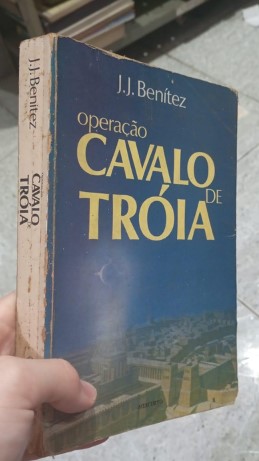 J.J. Benítez
operação
CAVALO
DE
TRÓIA
J.J. Benítez
CAVALO
DE
TRÓIA